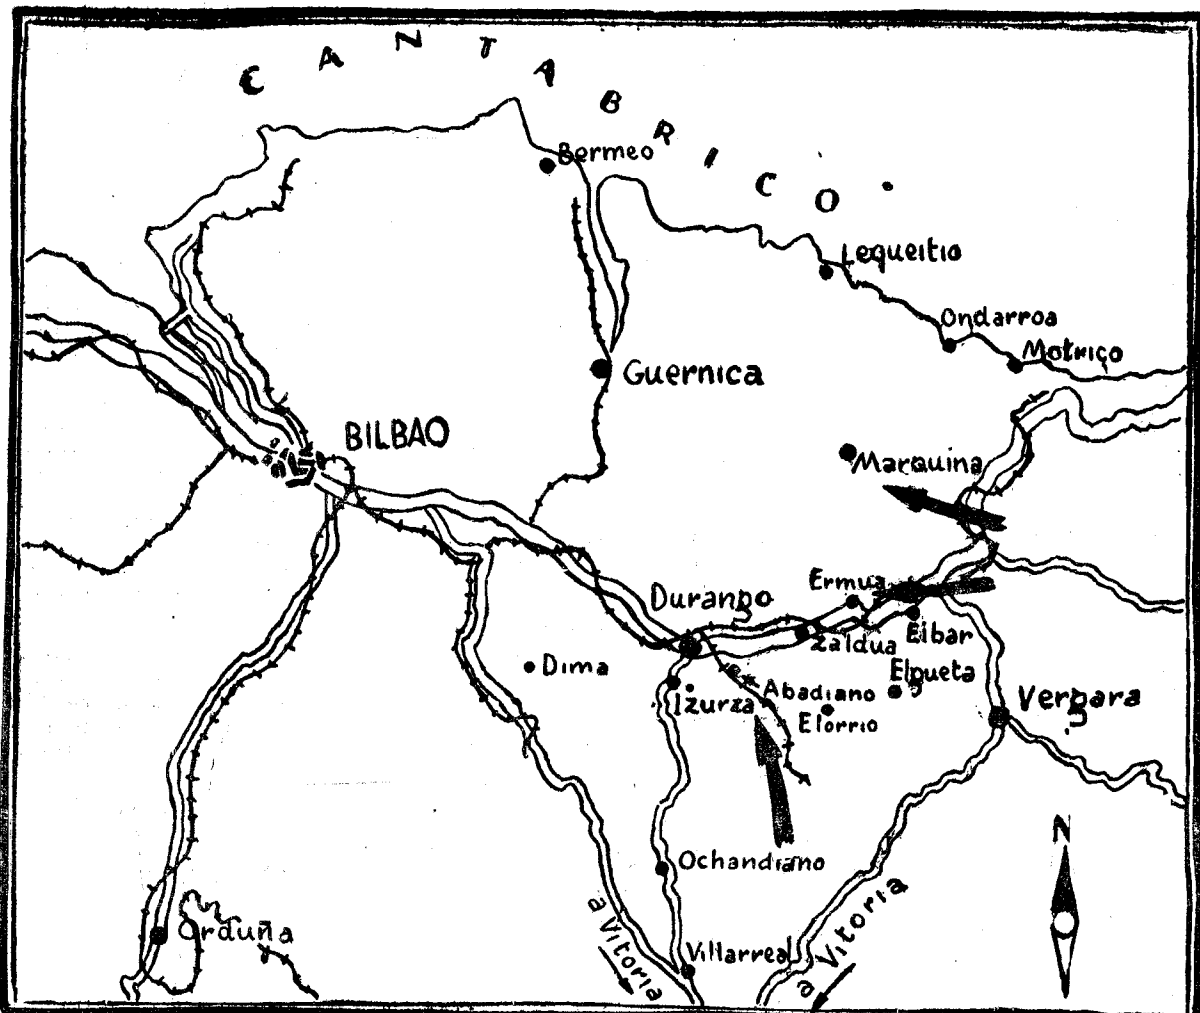 CANTABRICO
Bermeo
Lequeitio
Ondarroa
Motrico
Guernica
BILBAO
Marquina
Ermua
Durango
Zaldua
Eibar
Dima
Elgueta
Abadiano
Izurza
Elorrio
Vergara
N
Ochandiano
a Vitoria
a Vitoria
Orduña
Villarreal